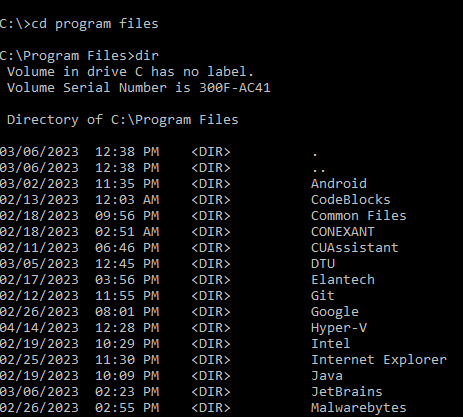 C:\>cd program files
C:\Program Files>dir
Volume in drive C has no label.
Volume Serial Number is 300F-AC41
Directory of C:\Program Files
03/06/2023 12:38 PM <DIR> .
03/06/2023 12:38 PM <DIR> ..
03/02/2023 11:35 PM <DIR> Android
02/13/2023 12:03 AM <DIR> CodeBlocks
02/18/2023 09:56 PM <DIR> Common Files
02/18/2023 02:51 AM <DIR> CONEXANT
02/11/2023 06:46 PM <DIR> CUAssistant
03/05/2023 12:45 PM <DIR> DTU
02/17/2023 03:56 PM <DIR> Elantech
02/12/2023 11:55 PM <DIR> Git
02/26/2023 08:01 PM <DIR> Google
04/14/2023 12:28 PM <DIR> Hyper-V
02/19/2023 10:29 PM <DIR> Intel
02/25/2023 11:30 PM <DIR> Internet Explorer
02/19/2023 10:09 PM <DIR> Java
03/06/2023 02:23 PM <DIR> JetBrains
02/26/2023 02:55 PM <DIR> Malwarebytes